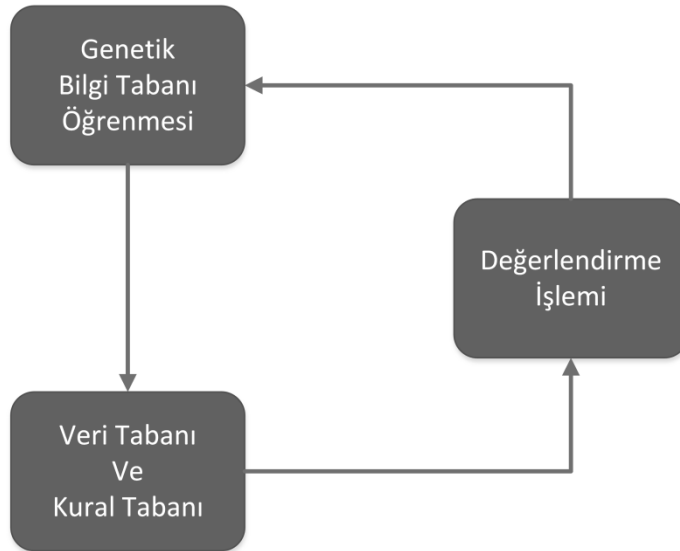 Genetik
Bilgi Tabanı
Öğrenmesi
Değerlendirme
İşlemi
Veri Tabanı
Ve
Kural Tabanı